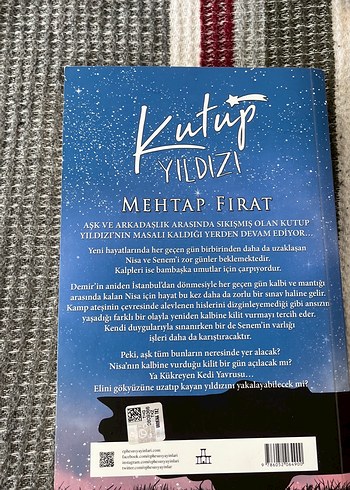 Kutup
YILDIZI
MEHTAP FIRAT
AŞK VE ARKADAŞLIK ARASINDA SIKIŞMIŞ OLAN KUTUP
YILDIZI'NIN MASALI KALDIĞI YERDEN DEVAM EDİYOR…
Yeni hayatlarında her geçen gün birbirinden daha da uzaklaşan
Nisa ve Senem'i zor günler beklemektedir.
Kalpleri ise bambaşka umutlar için çarpıyordur.
Demir'in aniden İstanbul'dan dönmesinden her geçen gün kalbi ve mantığı
arasında kalan Nisa için hayat bu kez daha da zorlu bir sınav haline gelir.
Kamp ateşinin çevresinde alevlenen hislerini dizginleyemediği gibi ansızın
yaşadığı farklı bir olayla yeniden kalbine kilit vurmayı tercih eder.
Kendi duygularıyla sınanırken bir de Senem'in varlığı
işleri daha da karıştıracaktır.
Peki, aşk tüm bunların neresinde yer alacak?
Nisa'nın kalbine vurduğu kilit bir gün açılacak mı?
Ya Kükreyen Kedi Yavrusu…
Elini gökyüzüne uzatıp kayan yıldızını yakalayabilecek mi?